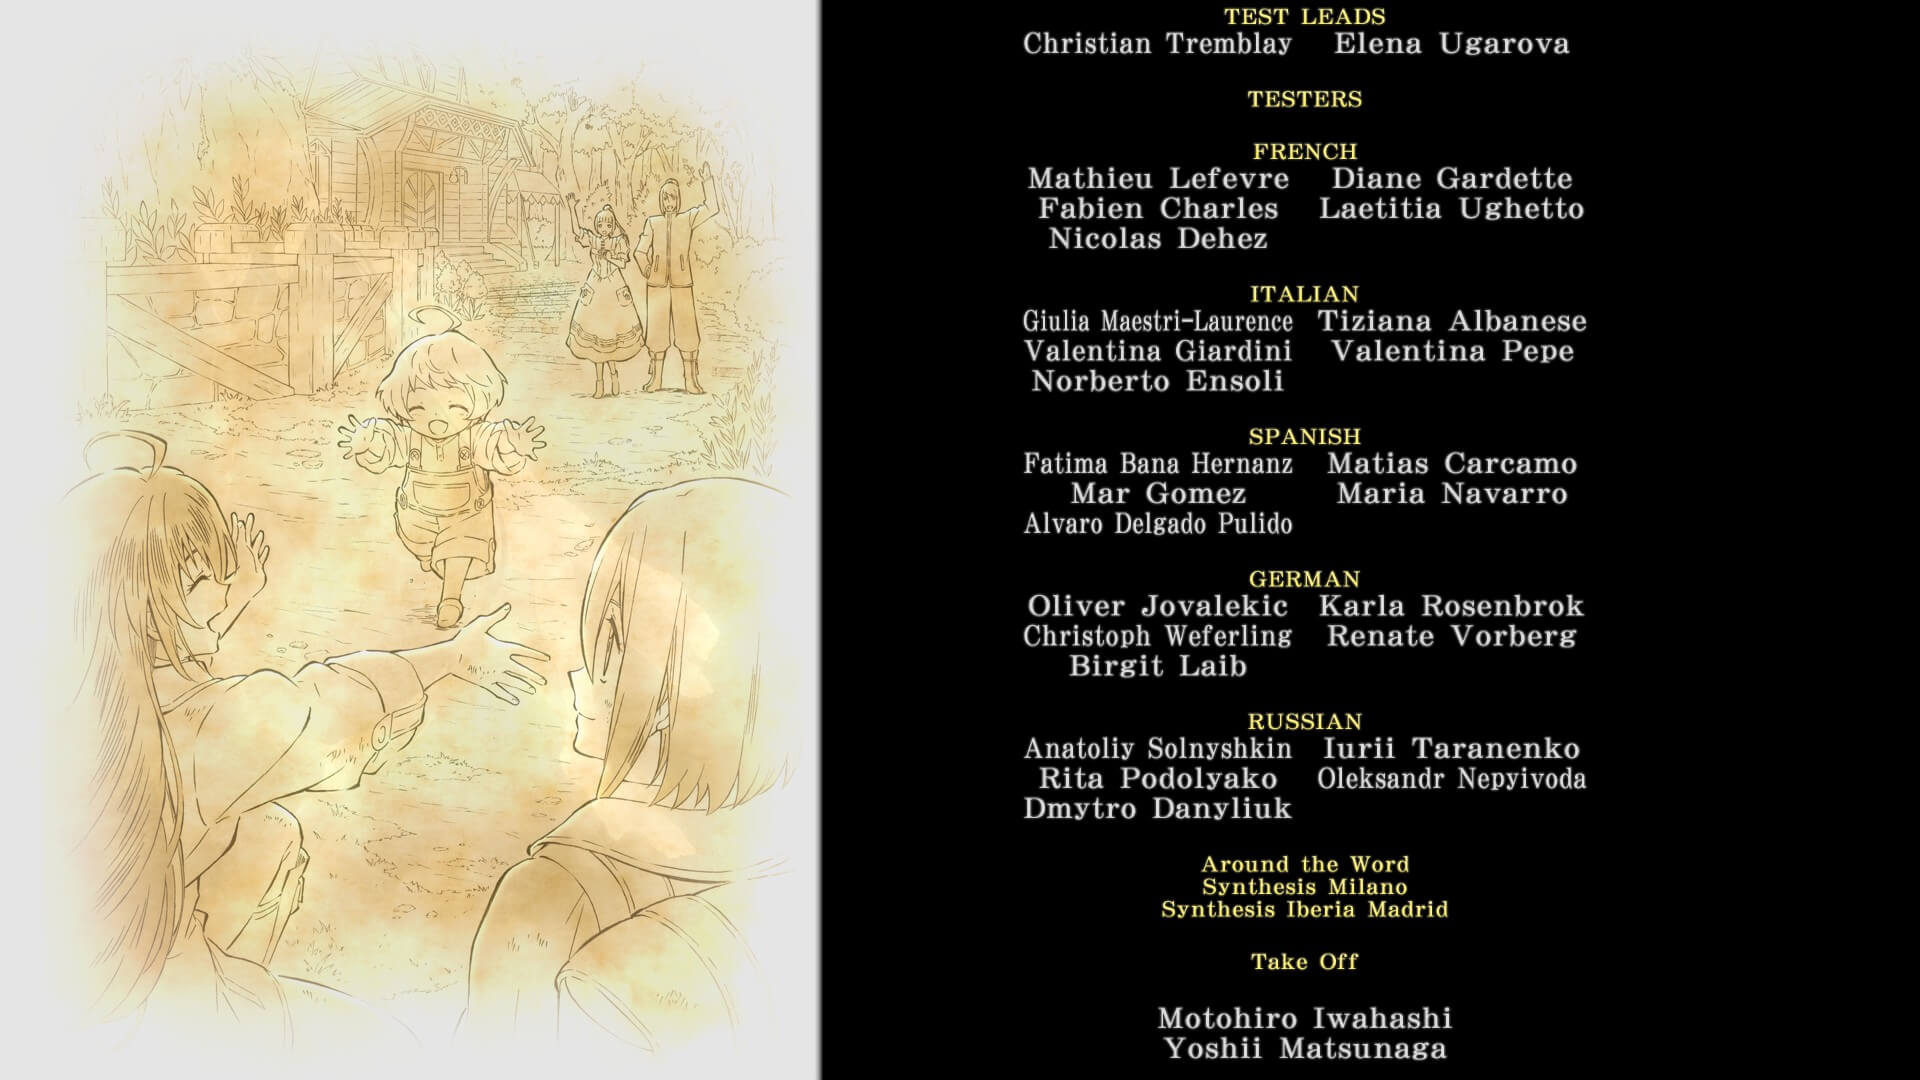 TEST LEADS
Christian Tremblay Elena Ugarova
TESTERS
FRENCH
Mathieu Lefevre Diane Gardette
Fabien Charles Laetitia Ughetto
Nicolas Dehez
ITALIAN
Giulia Maestri-Laurence Tiziana Albanese
Valentina Giardini Valentina Pepe
Norberto Ensoli
SPANISH
Fatima Bana Hernanz Matias Carcamo
Mar Gomez Maria Navarro
Alvaro Delgado Pulido
GERMAN
Oliver Jovalekic Karla Rosenbrok
Christoph Weferling Renate Vorberg
Birgit Laib
RUSSIAN
Anatoliy Solnyshkin Iurii Taranenko
Rita Podolyako Oleksandr Nepyivoda
Dmytro Danyliuk
Around the Word
Synthesis Milano
Synthesis Iberia Madrid
Take Off
Motohiro Iwahashi
Yoshii Matsunaga